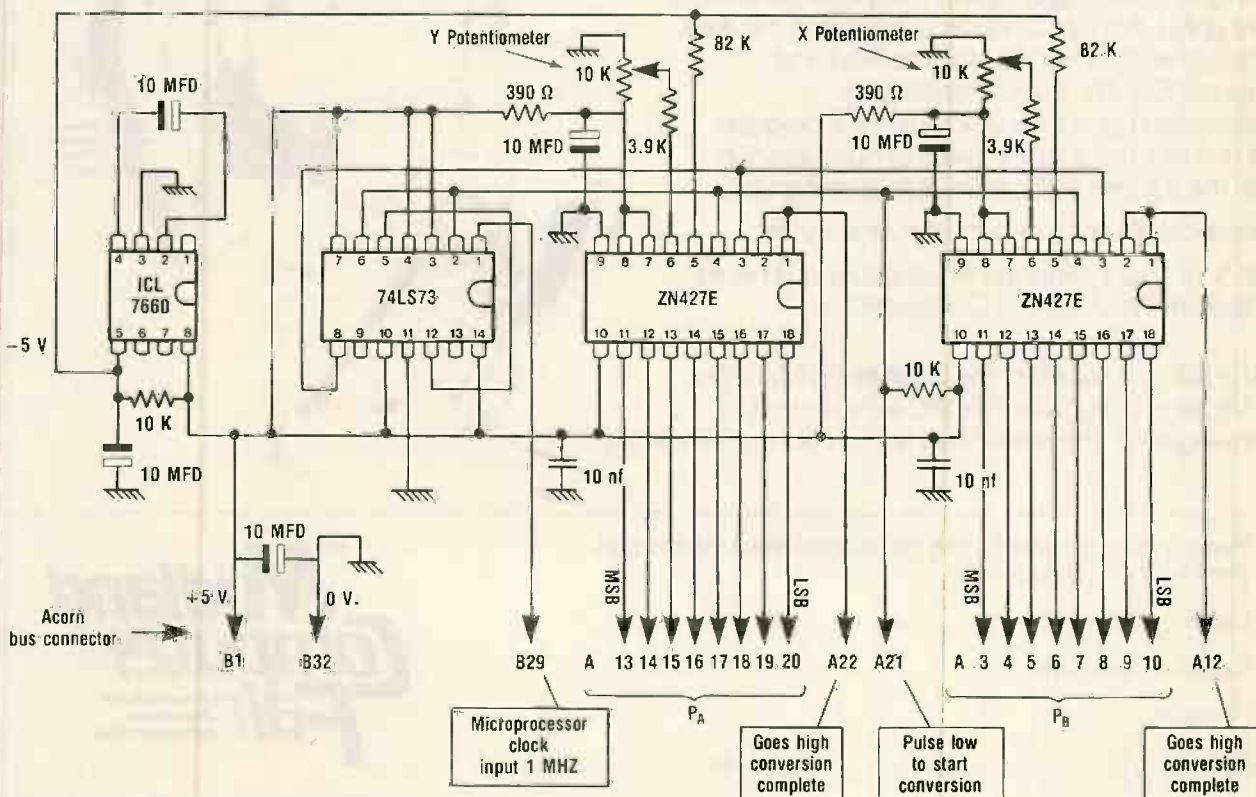 Y Potentiometer
X Potentiometer
82 K
82 K
10 K
10 K
10 MFD
390 Ω
390 Ω
10 MFD
3.9K
10 MFD
3,9K
4 3 2 1
ICL
7660
5 6 7 8
7 6 5 4 3 2 1
74LS73
8 9 10 11 12 13 14
9 8 7 6 5 4 3 2 1
ZN427E
10 11 12 13 14 15 16 17 18
9 8 7 6 5 4 3 2 1
ZN427E
10 11 12 13 14 15 16 17 18
-5 V
10 K
10 K
10 MFD
10 nf
10 nf
10 MFD
+5 V.
0 V.
MSB
LSB
MSB
LSB
Acorn
bus connector
B1 B32 B29 A 13 14 15 16 17 18 19 20 A22 A21 A 3 4 5 6 7 8 9 10 A12
PA
PB
Microprocessor
clock
input 1 MHZ
Goes high
conversion
complete
Pulse low
to start
conversion
Goes high
conversion
complete